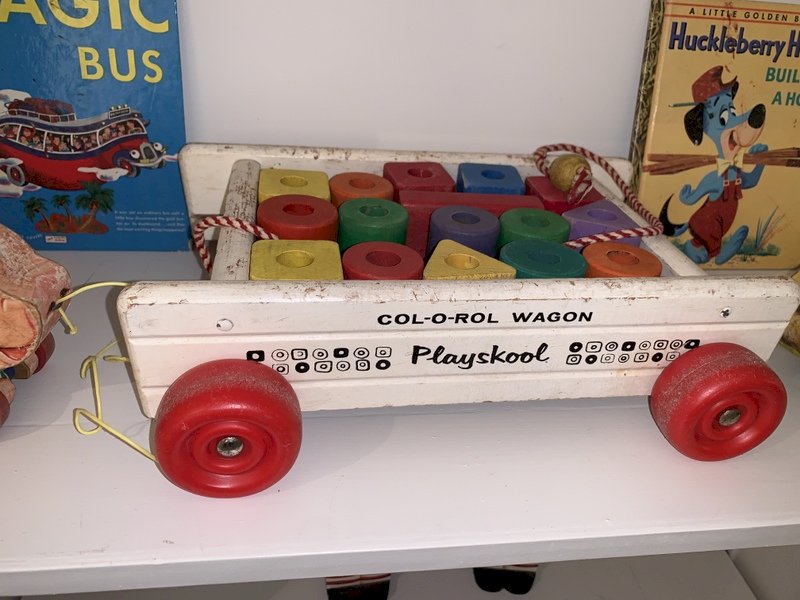 AGIC
BUS
A LITTLE GOLDEN B
Huckleberry H
BUIL
A HO
COL-O-ROL WAGON
Playskool